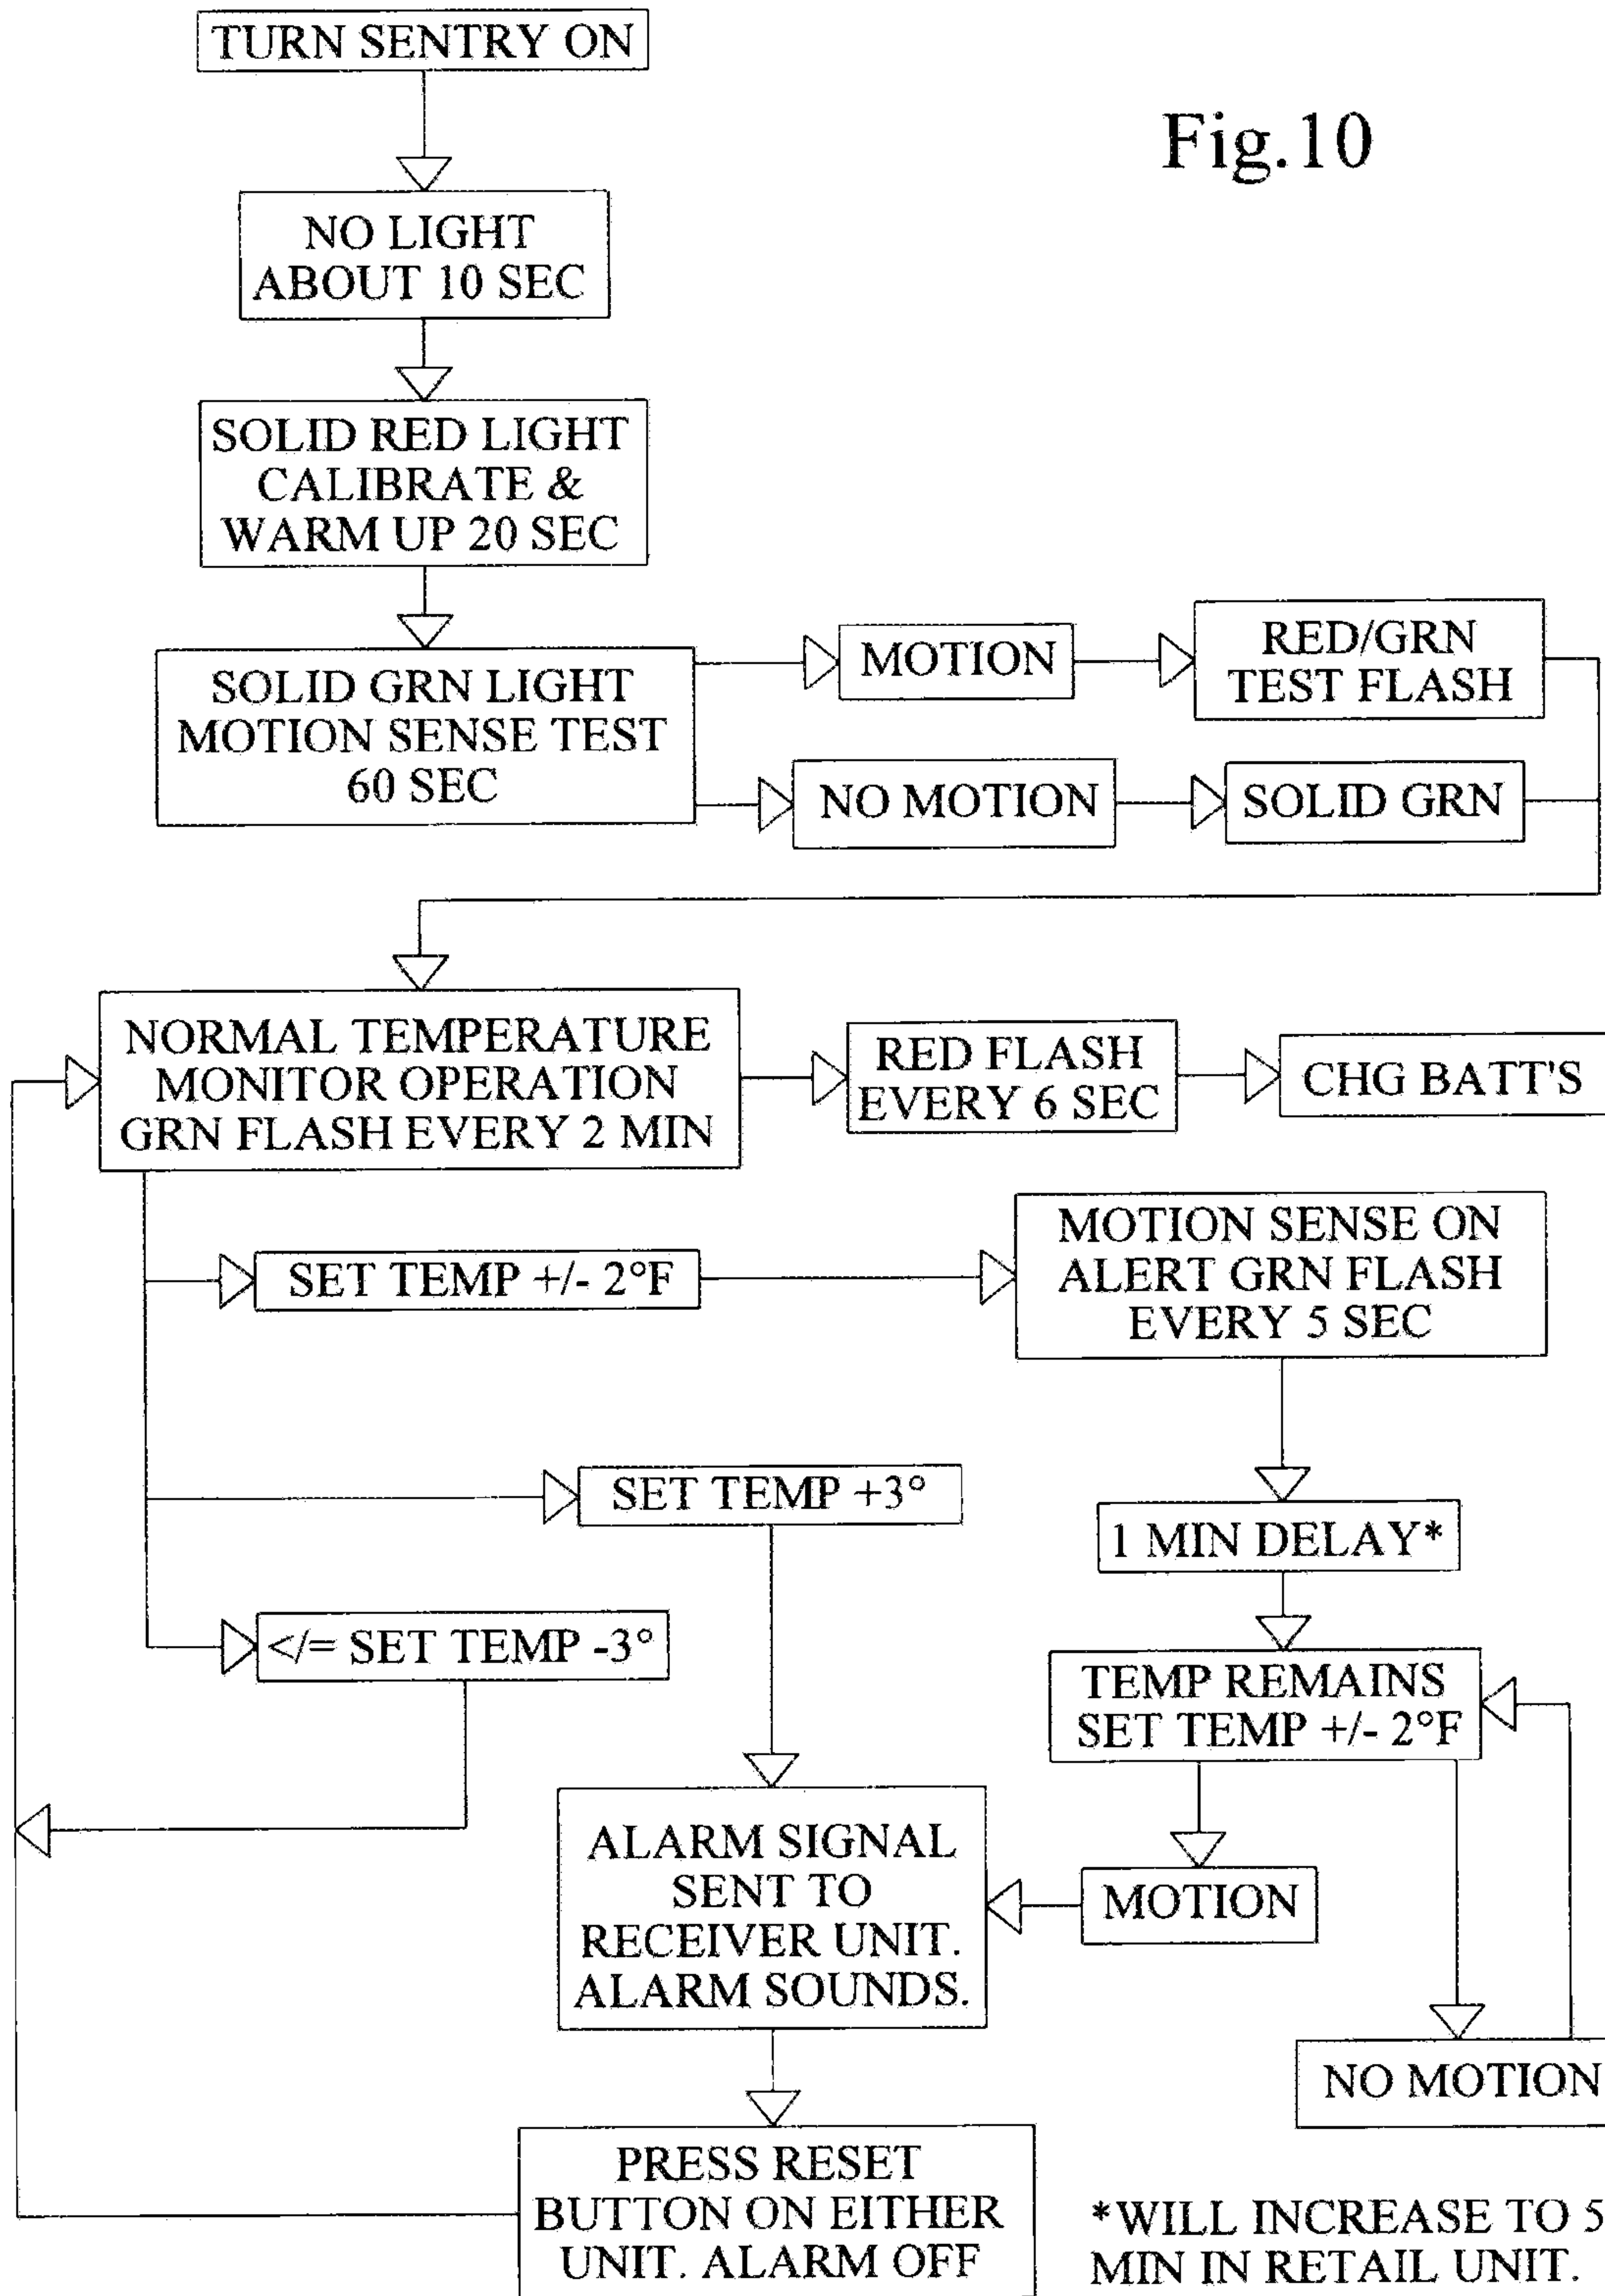 TURN SENTRY ON
Fig.10
NO LIGHT
ABOUT 10 SEC
SOLID RED LIGHT
CALIBRATE &
WARM UP 20 SEC
SOLID GRN LIGHT
MOTION SENSE TEST
60 SEC
MOTION
RED/GRN
TEST FLASH
NO MOTION
SOLID GRN
NORMAL TEMPERATURE
MONITOR OPERATION
GRN FLASH EVERY 2 MIN
RED FLASH
EVERY 6 SEC
CHG BATT'S
SET TEMP +/- 2°F
MOTION SENSE ON
ALERT GRN FLASH
EVERY 5 SEC
SET TEMP +3°
1 MIN DELAY*
</= SET TEMP -3°
TEMP REMAINS
SET TEMP +/- 2°F
ALARM SIGNAL
SENT TO
RECEIVER UNIT.
ALARM SOUNDS.
MOTION
NO MOTION
PRESS RESET
BUTTON ON EITHER
UNIT. ALARM OFF
*WILL INCREASE TO 5
MIN IN RETAIL UNIT.